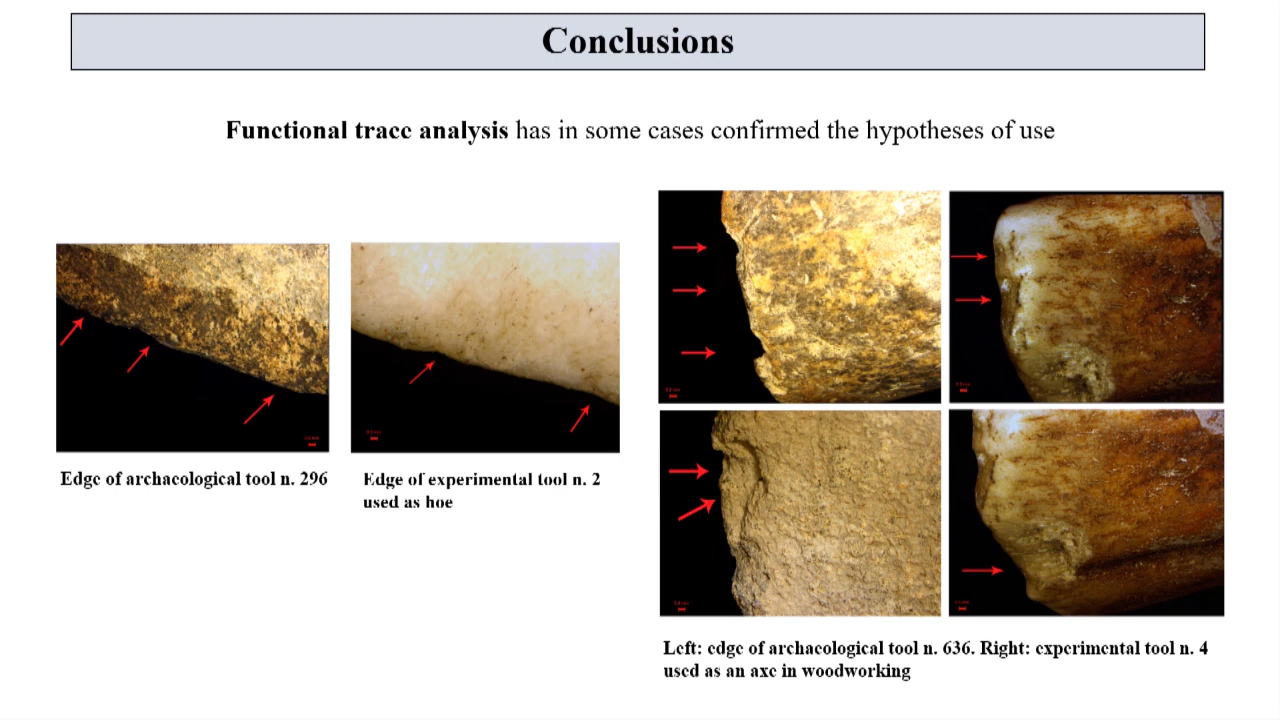 Conclusions
Functional trace analysis has in some cases confirmed the hypotheses of use
Edge of archaeological tool n. 296
Edge of experimental tool n. 2
used as hoe
Left: edge of archaeological tool n. 636. Right: experimental tool n. 4
used as an axe in woodworking